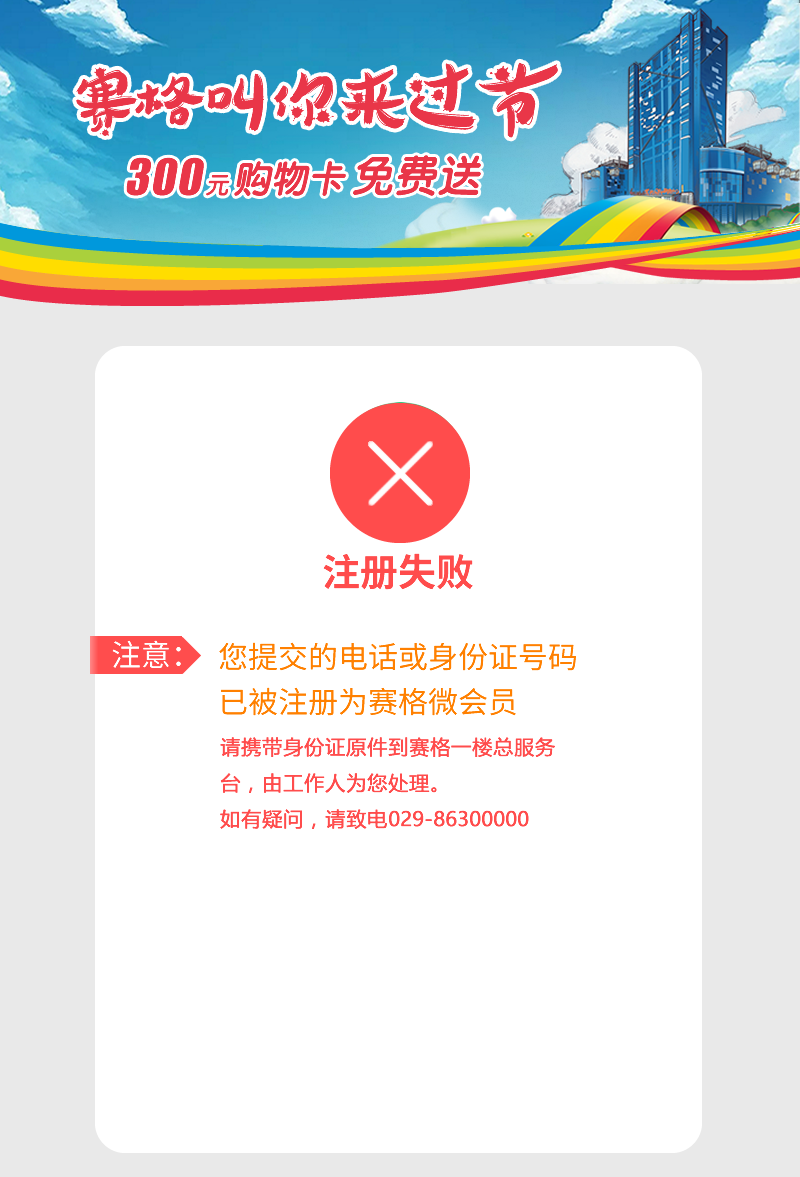 赛格叫你来过节
300元购物卡 免费送
注册失败
注意：
您提交的电话或身份证号码
已被注册为赛格微会员
请携带身份证原件到赛格一楼总服务
台，由工作人为您处理。
如有疑问，请致电029-86300000